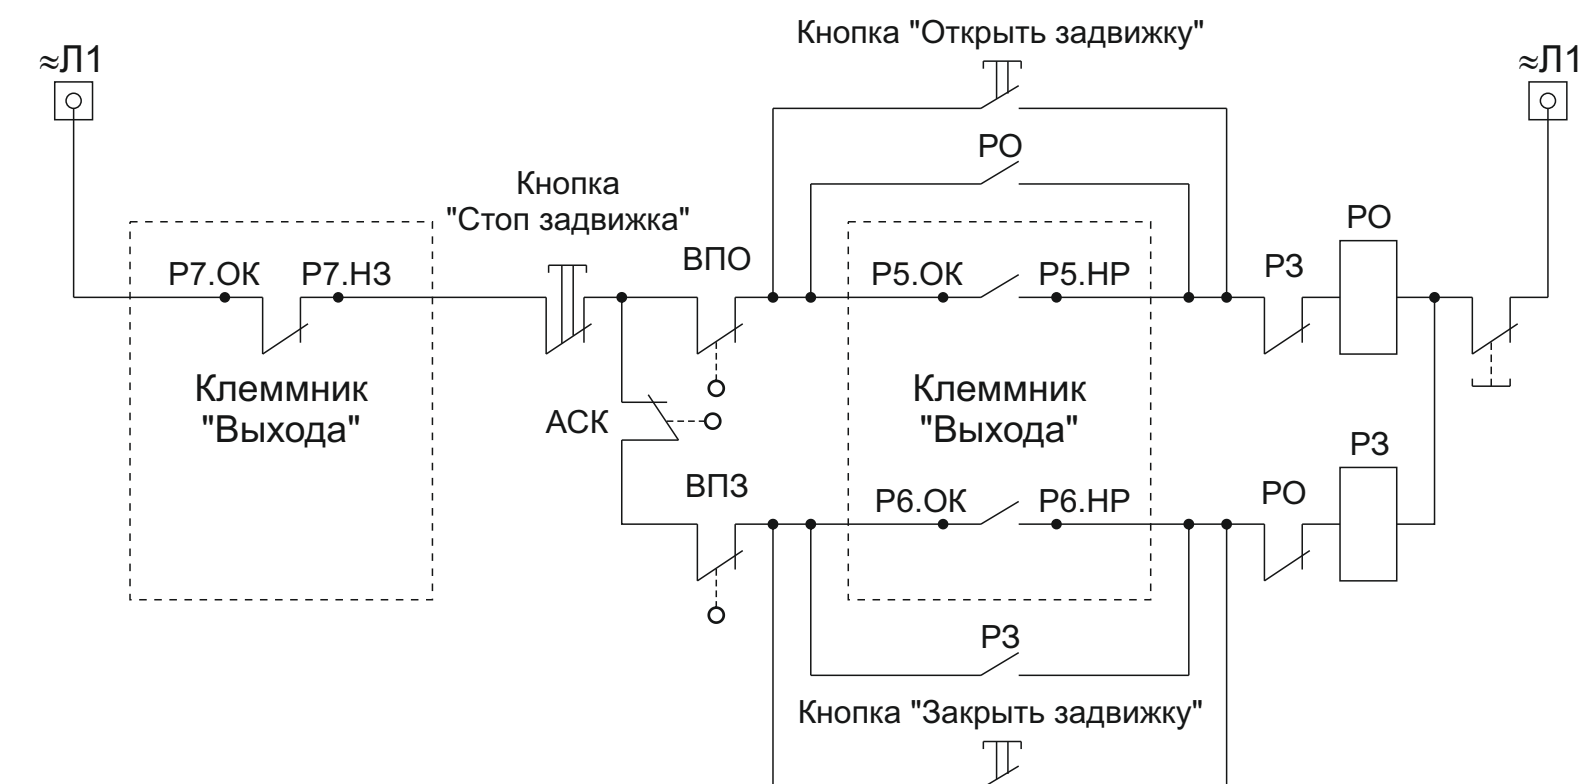 Кнопка "Открыть задвижку"
≈Л1
≈Л1
РО
Кнопка
"Стоп задвижка"
РО
ВПО
РЗ
Р7.ОК
Р7.НЗ
Р5.ОК
Р5.НР
Клеммник
"Выхода"
Клеммник
"Выхода"
АСК
РЗ
ВПЗ
Р6.ОК
Р6.НР
РО
РЗ
Кнопка "Закрыть задвижку"